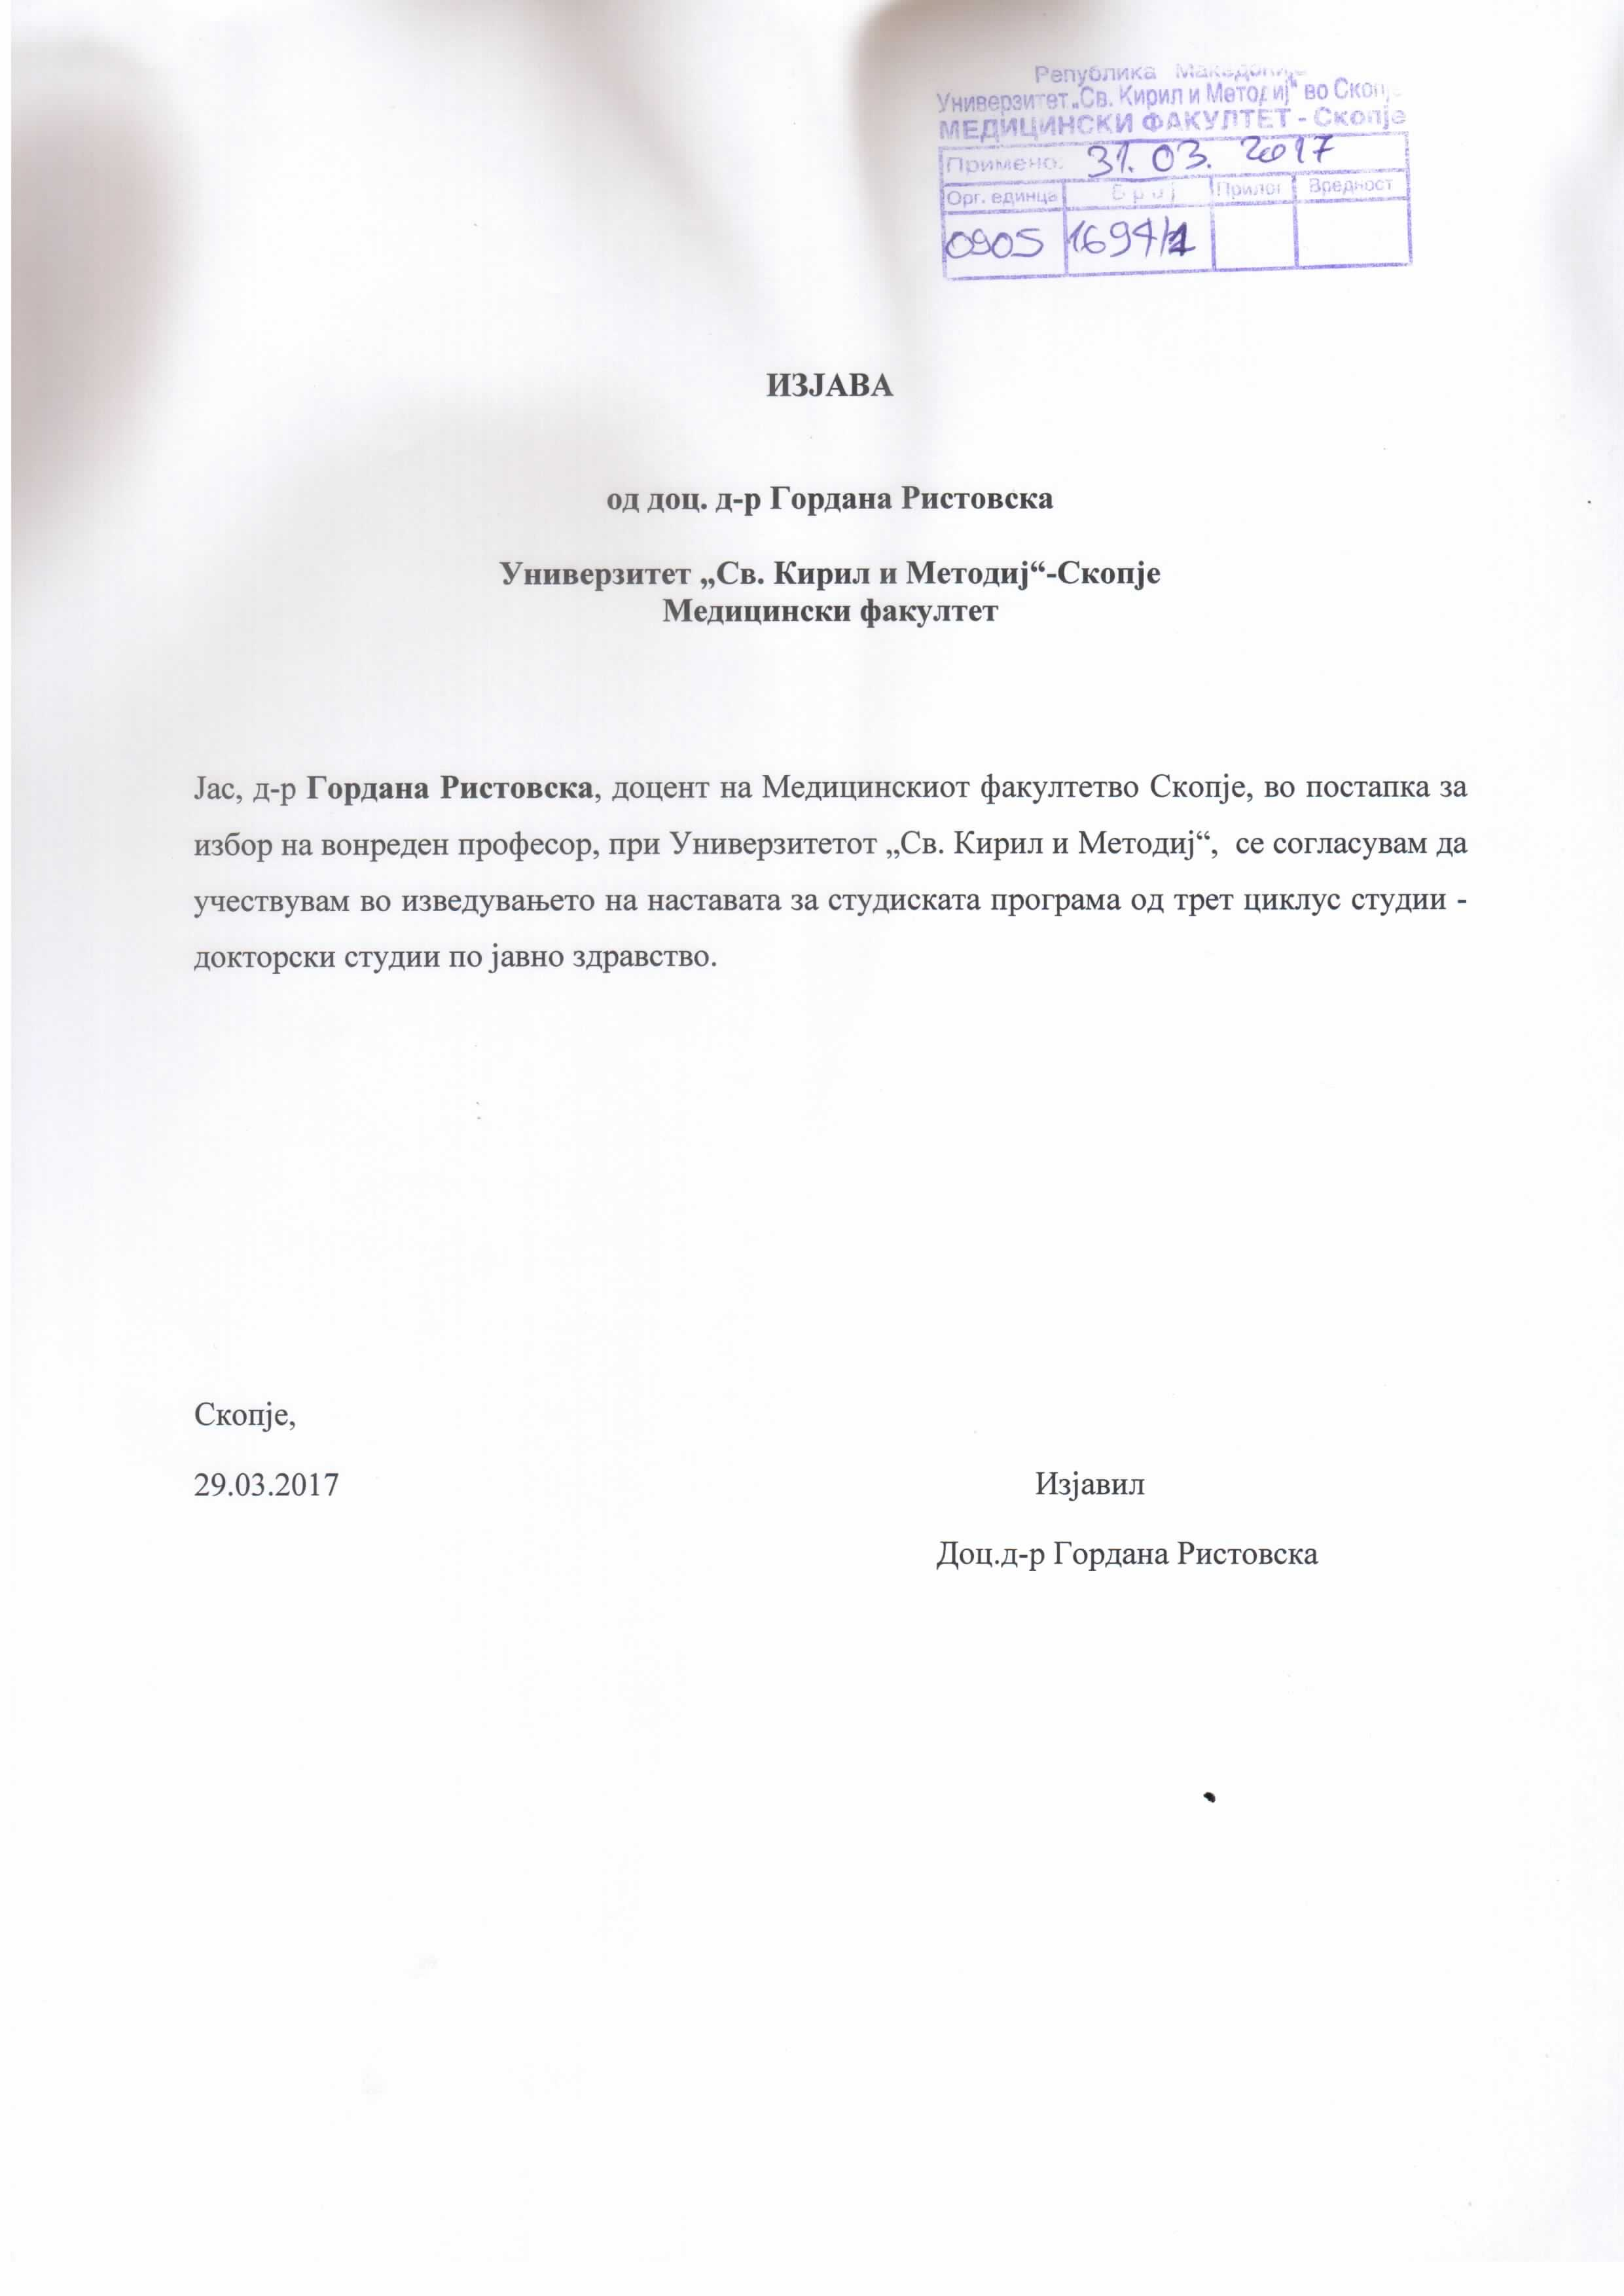 Република Македонија
Универзитет „Св. Кирил и Методиј“ во Скопје
МЕДИЦИНСКИ ФАКУЛТЕТ - Скопје
Примено: 31. 03. 2017
Орг. единца Број Прилог Вредност
0905 1694/1
ИЗЈАВА
од доц. д-р Гордана Ристовска
Универзитет „Св. Кирил и Методиј“-Скопје
Медицински факултет
Јас, д-р Гордана Ристовска, доцент на Медицинскиот факултетво Скопје, во постапка за
избор на вонреден професор, при Универзитетот „Св. Кирил и Методиј“, се согласувам да
учествувам во изведувањето на наставата за студиската програма од трет циклус студии -
докторски студии по јавно здравство.
Скопје,
29.03.2017
Изјавил
Доц.д-р Гордана Ристовска